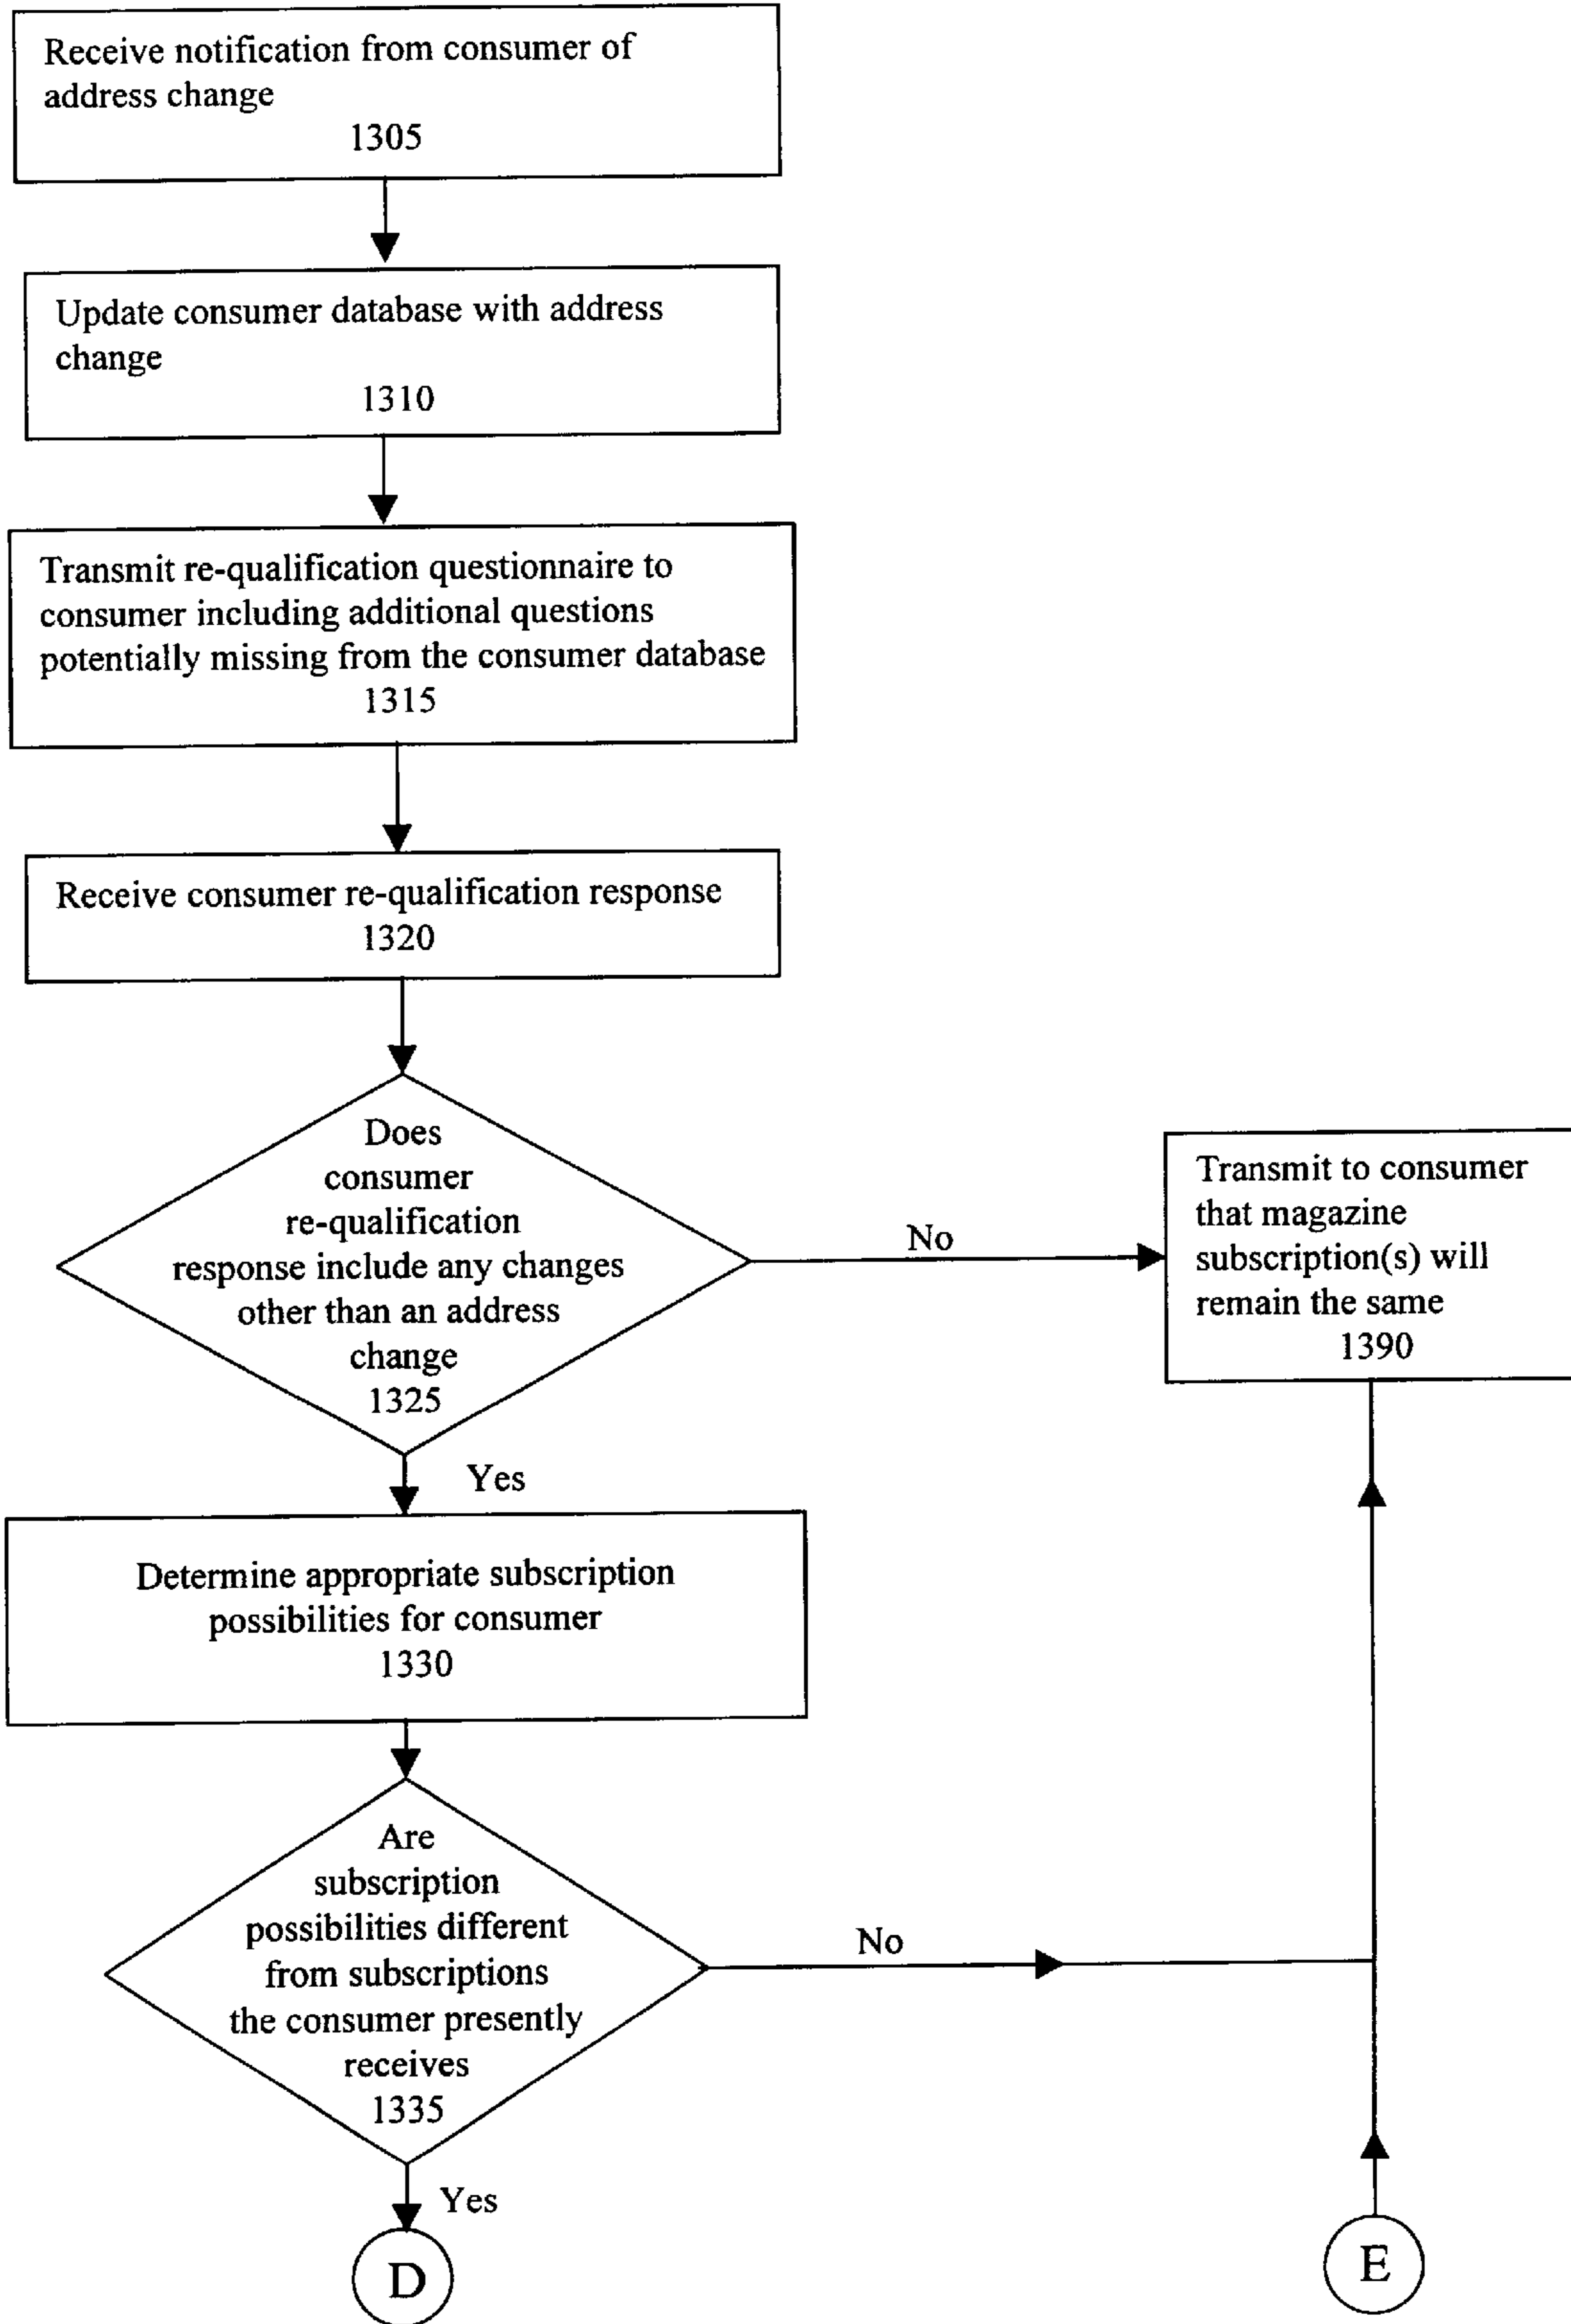 Receive notification from consumer of
address change
1305
Update consumer database with address
change
1310
Transmit re-qualification questionnaire to
consumer including additional questions
potentially missing from the consumer database
1315
Receive consumer re-qualification response
1320
Does
consumer
re-qualification
response include any changes
other than an address
change
1325
No
Transmit to consumer
that magazine
subscription(s) will
remain the same
1390
Yes
Determine appropriate subscription
possibilities for consumer
1330
Are
subscription
possibilities different
from subscriptions
the consumer presently
receives
1335
No
Yes
D
E